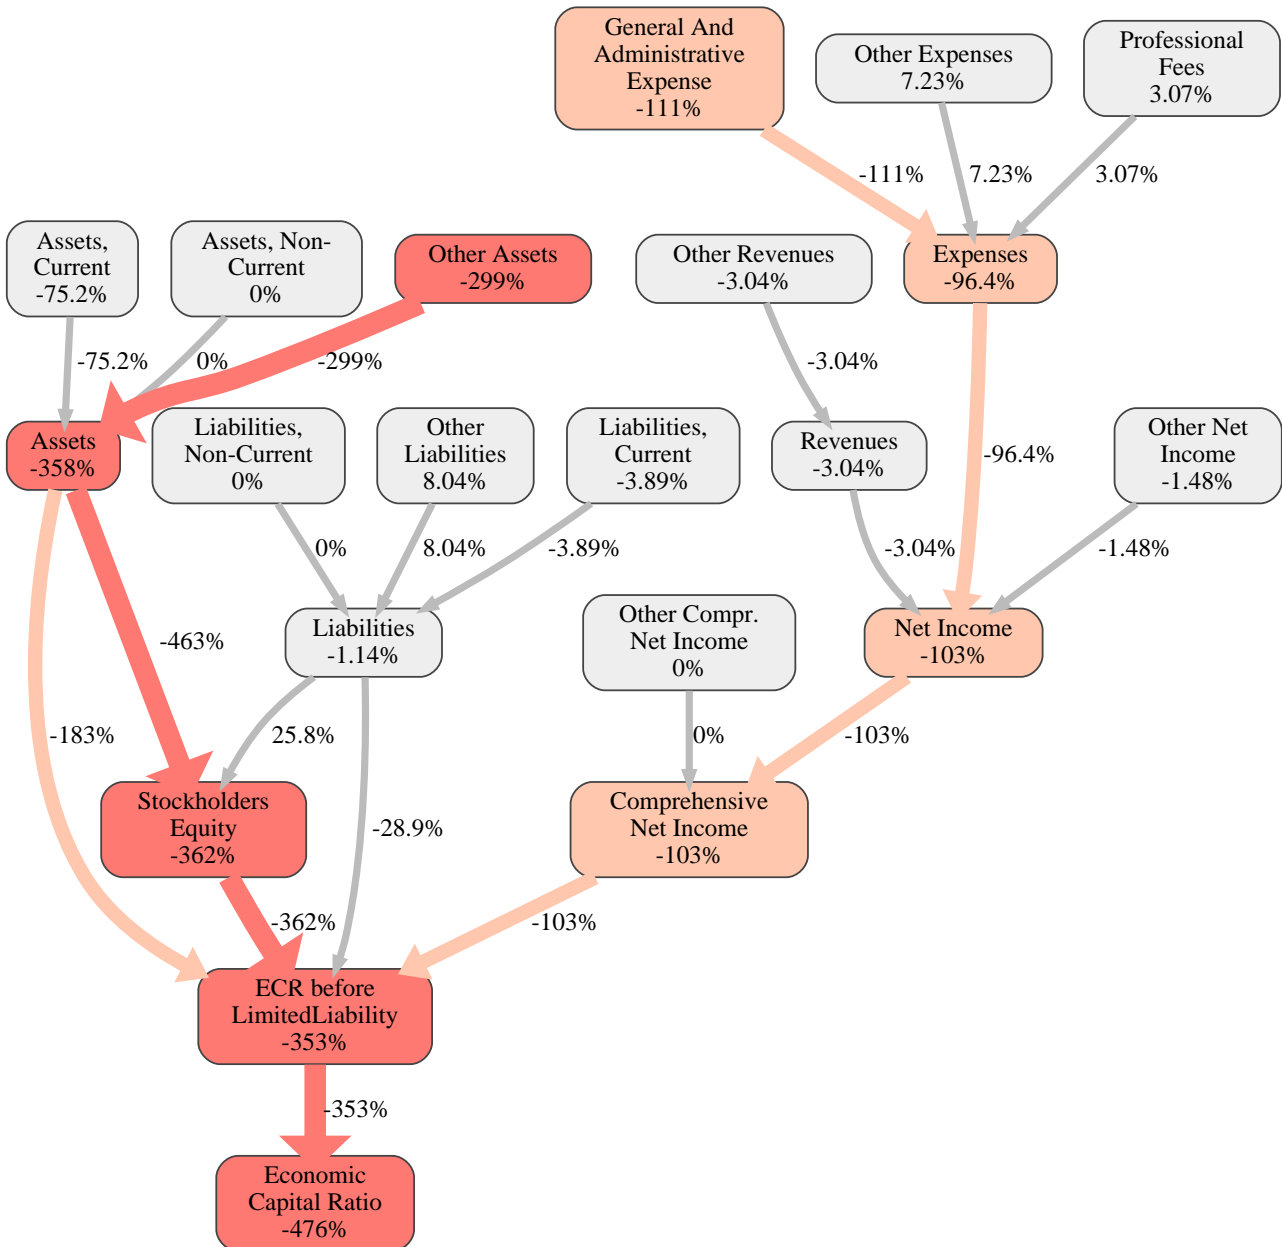 General And
Administrative
Expense
-111%
Other Expenses
7.23%
Professional
Fees
3.07%
-111%
7.23%
3.07%
Assets,
Current
-75.2%
Assets, Non-
Current
0%
Other Assets
-299%
Other Revenues
-3.04%
Expenses
-96.4%
-75.2%
0%
-299%
-3.04%
-96.4%
Assets
-358%
Liabilities,
Non-Current
0%
Other
Liabilities
8.04%
Liabilities,
Current
-3.89%
Revenues
-3.04%
Other Net
Income
-1.48%
0%
8.04%
-3.89%
-3.04%
-1.48%
-463%
Liabilities
-1.14%
Other Compr.
Net Income
0%
Net Income
-103%
-183%
25.8%
0%
-103%
Stockholders
Equity
-362%
-28.9%
Comprehensive
Net Income
-103%
-362%
-103%
ECR before
LimitedLiability
-353%
-353%
Economic
Capital Ratio
-476%